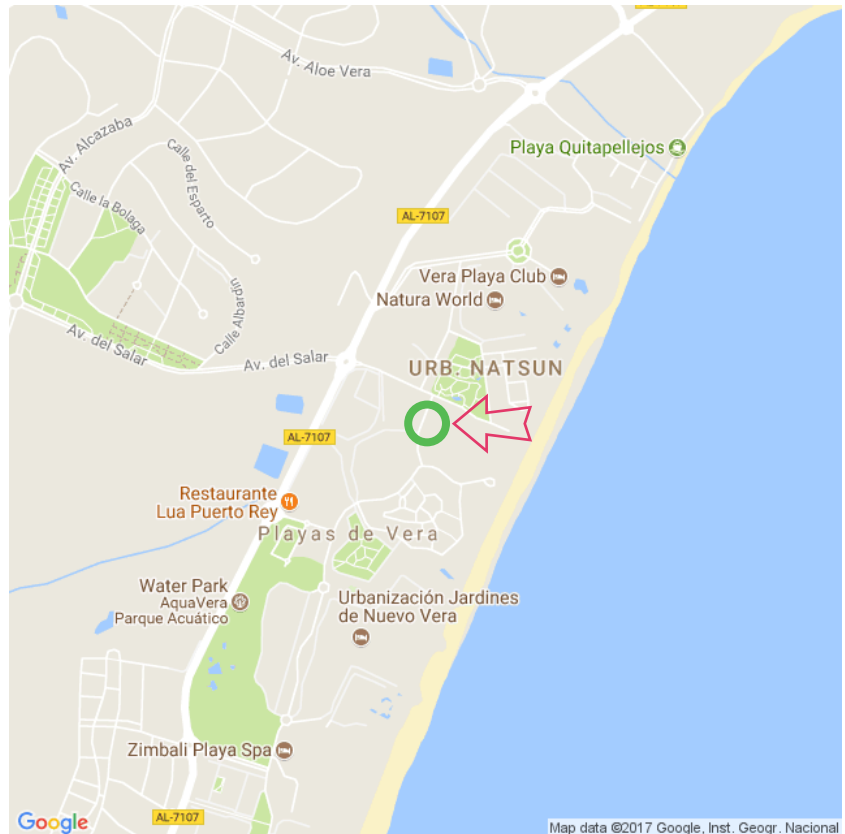 Av. Aloe Vera
Av. Alcazaba
Calle del Esparto
Playa Quitapellejos
Calle la Bolaga
AL-7107
Vera Playa Club
Natura World
Calle Albardín
Av. del Salar
Av. del Salar
URB. NATSUN
AL-7107
Restaurante
Lua Puerto Rey
Playas de Vera
Water Park
AquaVera
Parque Acuático
Urbanización Jardines
de Nuevo Vera
Zimbali Playa Spa
AL-7107
Google
Map data ©2017 Google, Inst. Geogr. Nacional